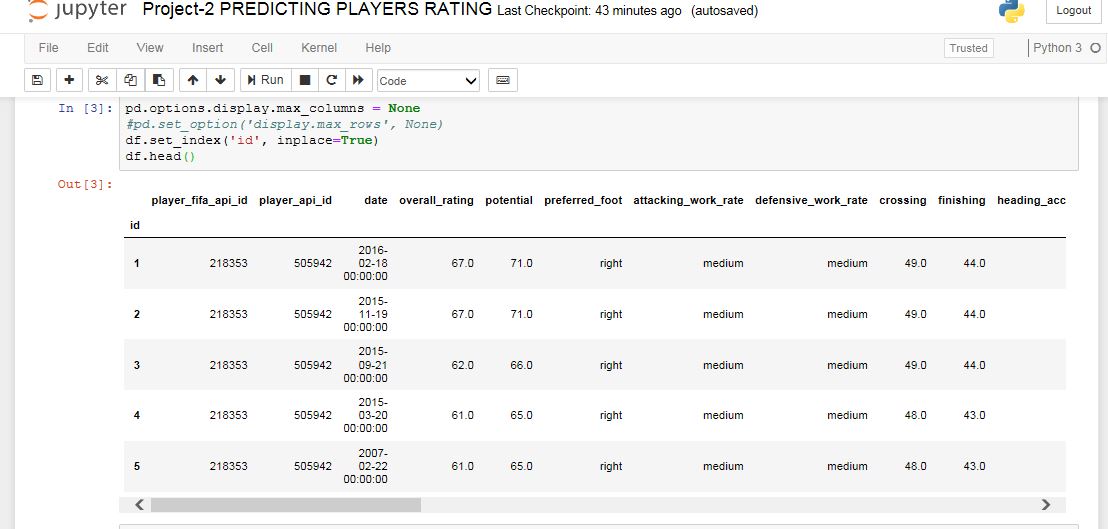 jupyter Project-2 PREDICTING PLAYERS RATING Last Checkpoint: 43 minutes ago (autosaved)
Logout
File Edit View Insert Cell Kernel Help
Trusted Python 3
Run Code
In [3]: pd.options.display.max_columns = None
#pd.set_option('display.max_rows', None)
df.set_index('id', inplace=True)
df.head()
Out[3]:
player_fifa_api_id player_api_id date overall_rating potential preferred_foot attacking_work_rate defensive_work_rate crossing finishing heading_acc
id
1 218353 505942 2016-02-18 00:00:00 67.0 71.0 right medium medium 49.0 44.0
2 218353 505942 2015-11-19 00:00:00 67.0 71.0 right medium medium 49.0 44.0
3 218353 505942 2015-09-21 00:00:00 62.0 66.0 right medium medium 49.0 44.0
4 218353 505942 2015-03-20 00:00:00 61.0 65.0 right medium medium 48.0 43.0
5 218353 505942 2007-02-22 00:00:00 61.0 65.0 right medium medium 48.0 43.0